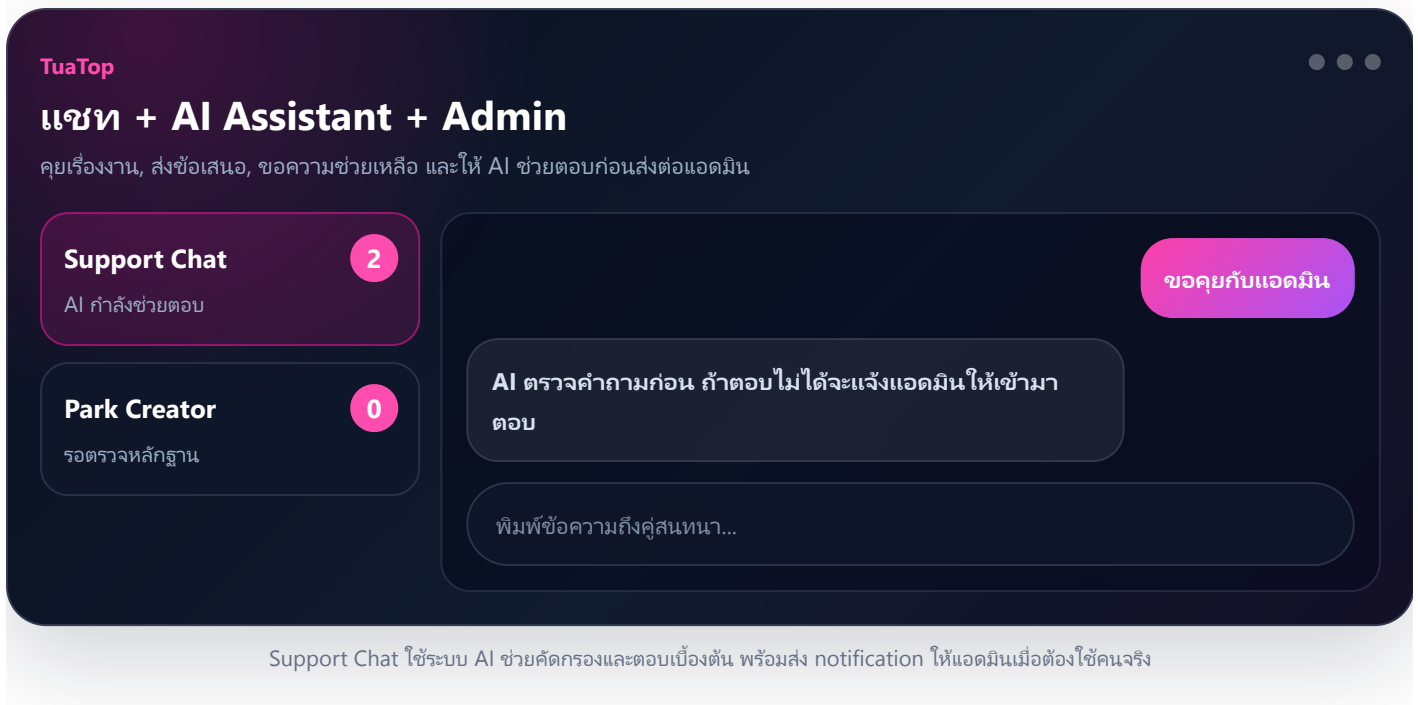 TuaTop
แชท + AI Assistant + Admin
คุยเรื่องงาน, ส่งข้อเสนอ, ขอความช่วยเหลือ และให้ AI ช่วยตอบก่อนส่งต่อแอดมิน
Support Chat
2
AI กำลังช่วยตอบ
Park Creator
0
รอตรวจหลักฐาน
ขอคุยกับแอดมิน
AI ตรวจคำถามก่อน ถ้าตอบไม่ได้จะแจ้งแอดมินให้เข้ามา
ตอบ
พิมพ์ข้อความถึงคู่สนทนา...
Support Chat ใช้ระบบ AI ช่วยคัดกรองและตอบเบื้องต้น พร้อมส่ง notification ให้แอดมินเมื่อต้องใช้คนจริง